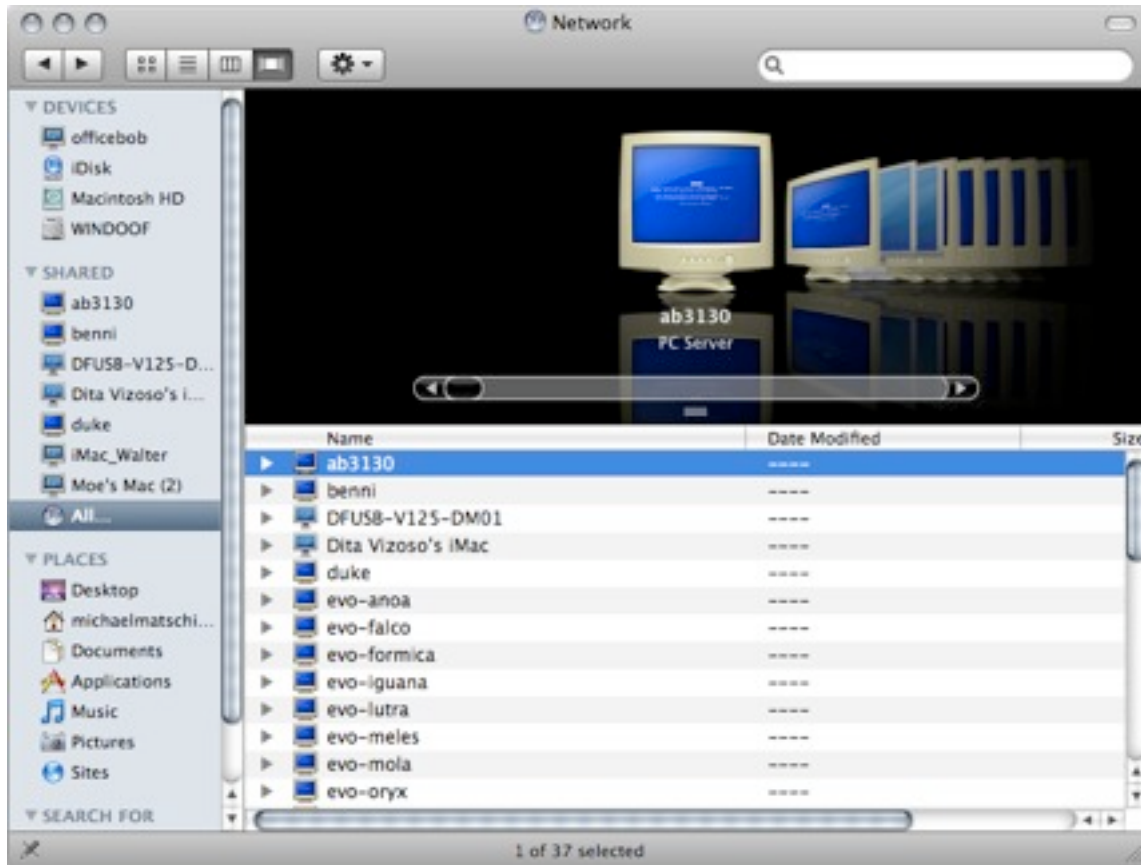 Network
DEVICES
officebob
iDisk
Macintosh HD
WINDOOF
SHARED
ab3130
benni
DFUSB-V125-D...
Dita Vizoso's i...
duke
iMac_Walter
Moe's Mac (2)
All...
PLACES
Desktop
michaelmatschi...
Documents
Applications
Music
Pictures
Sites
SEARCH FOR
ab3130
PC Server
Name Date Modified Size
ab3130 ----
benni ----
DFUSB-V125-DM01 ----
Dita Vizoso's iMac ----
duke ----
evo-anoa ----
evo-falco ----
evo-formica ----
evo-iguana ----
evo-lutra ----
evo-meles ----
evo-mola ----
evo-oryx ----
1 of 37 selected